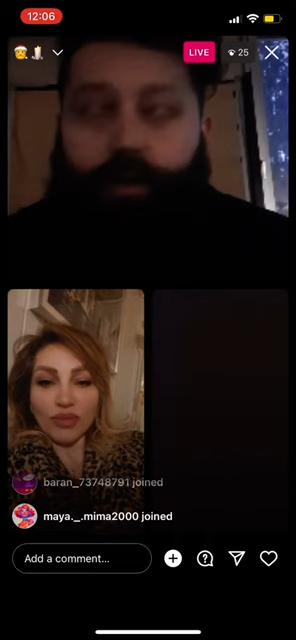 12:06
LIVE
25
baran_73748791 joined
maya._.mima2000 joined
Add a comment...